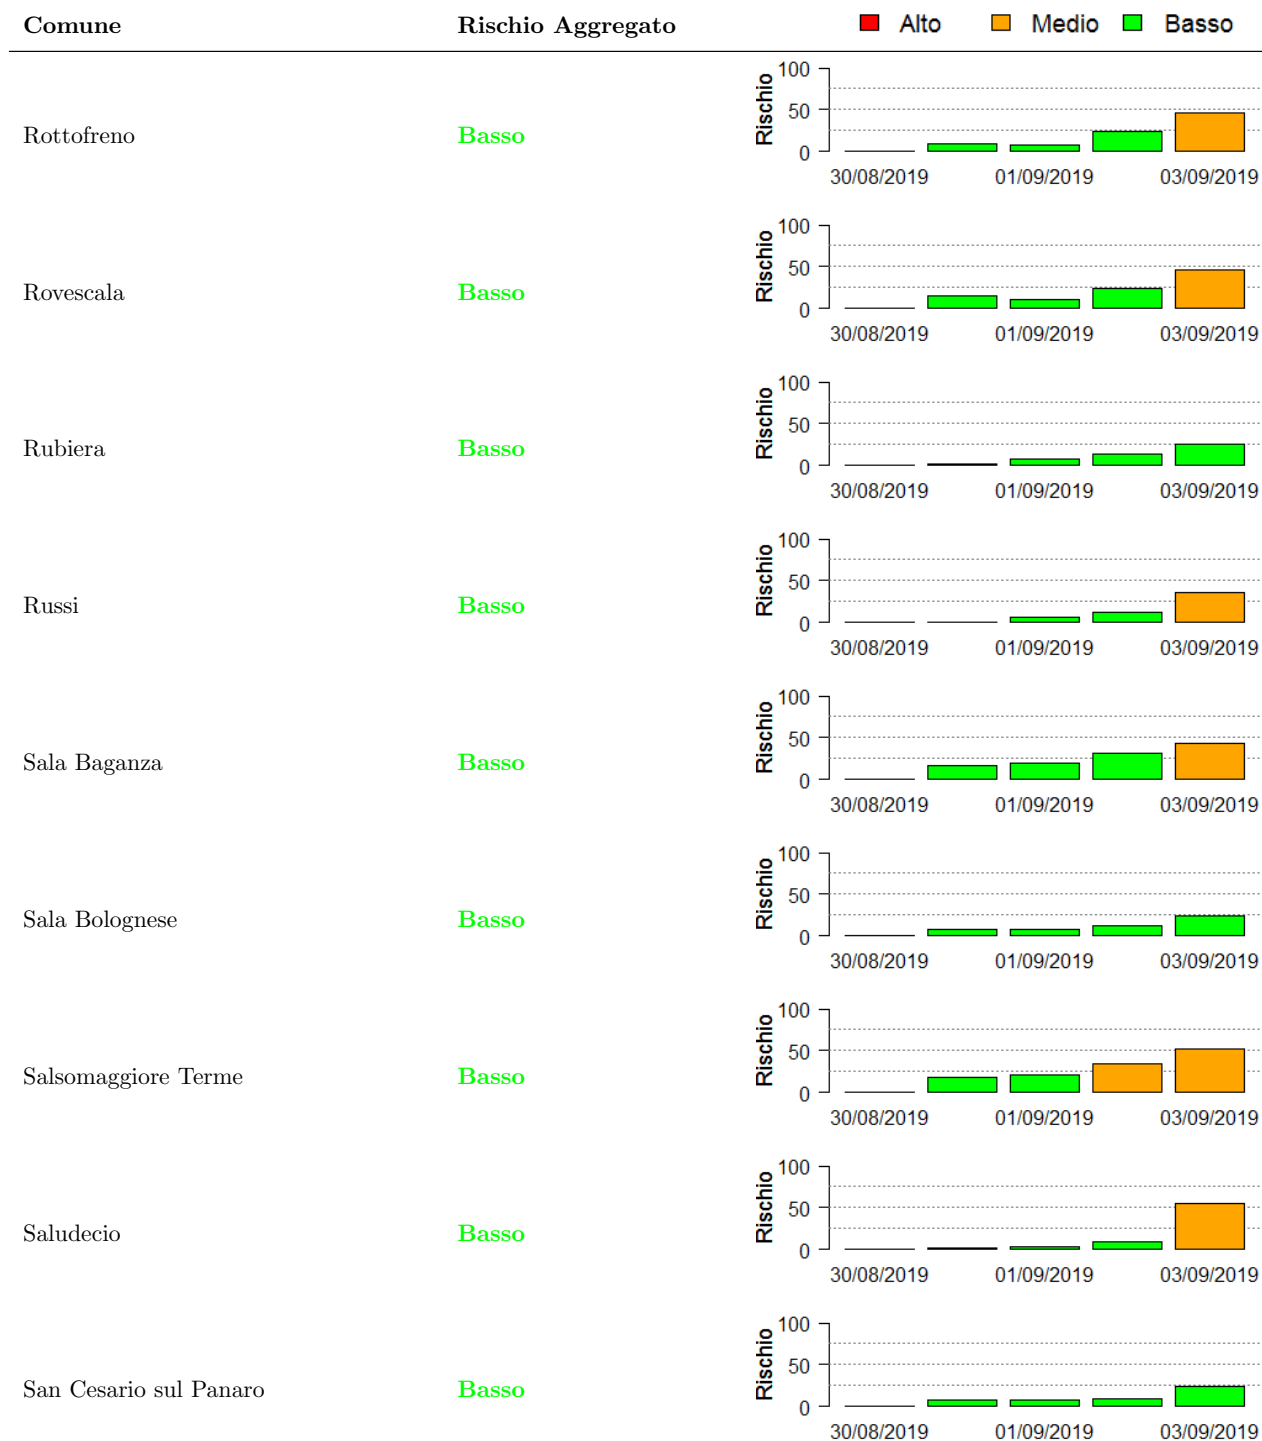 Comune Rischio Aggregato Alto Medio Basso
Rottofreno Basso
Rischio
100
50
0
30/08/2019 01/09/2019 03/09/2019
Rovescala Basso
Rischio
100
50
0
30/08/2019 01/09/2019 03/09/2019
Rubiera Basso
Rischio
100
50
0
30/08/2019 01/09/2019 03/09/2019
Russi Basso
Rischio
100
50
0
30/08/2019 01/09/2019 03/09/2019
Sala Baganza Basso
Rischio
100
50
0
30/08/2019 01/09/2019 03/09/2019
Sala Bolognese Basso
Rischio
100
50
0
30/08/2019 01/09/2019 03/09/2019
Salsomaggiore Terme Basso
Rischio
100
50
0
30/08/2019 01/09/2019 03/09/2019
Saludecio Basso
Rischio
100
50
0
30/08/2019 01/09/2019 03/09/2019
San Cesario sul Panaro Basso
Rischio
100
50
0
30/08/2019 01/09/2019 03/09/2019